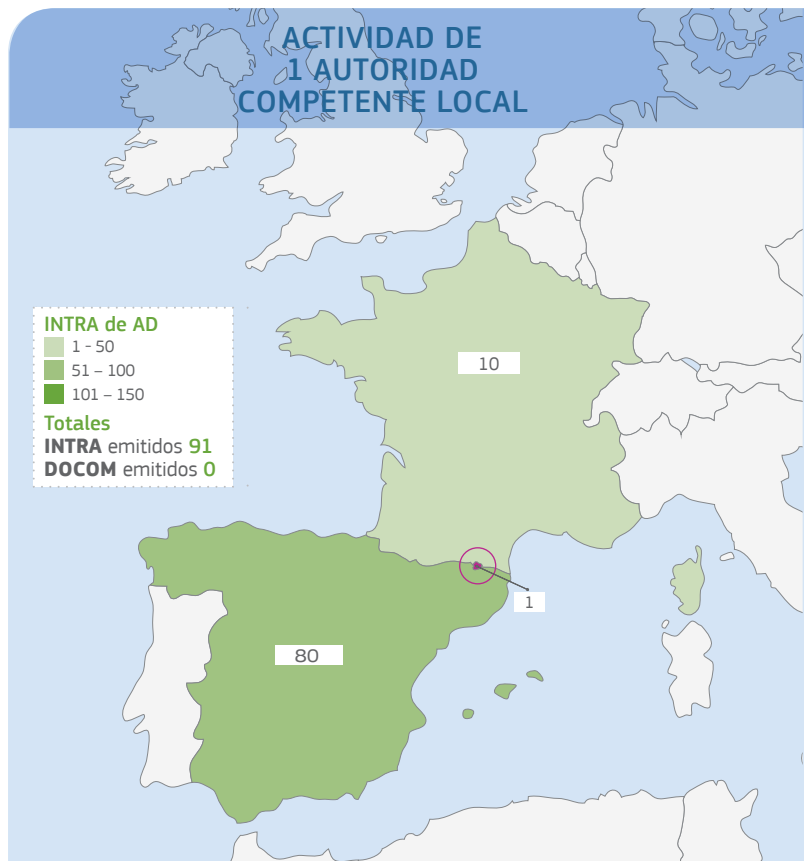 ACTIVIDAD DE
1 AUTORIDAD
COMPETENTE LOCAL
INTRA de AD
1 - 50
51 – 100
101 – 150
Totales
INTRA emitidos 91
DOCOM emitidos 0
10
1
80